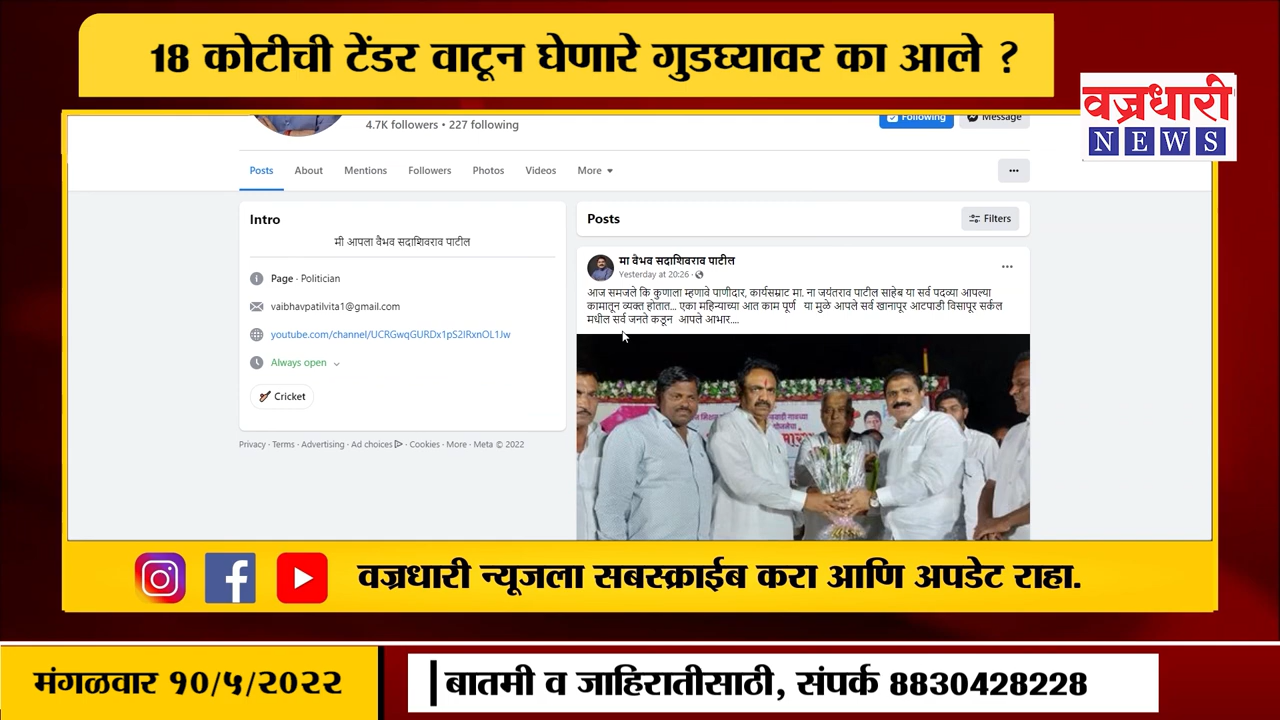 18 कोटीची टेंडर वाटून घेणारे गुडघ्यावर का आले ?
वज्रधारी
NEWS
4.7K followers • 227 following
Following
Message
Posts
About
Mentions
Followers
Photos
Videos
More
Intro
मी आपला वैभव सदाशिवराव पाटील
Page · Politician
vaibhavpatilvita1@gmail.com
youtube.com/channel/UCRGwqGURDx1pS2lRxnOL1Jw
Always open
Cricket
Privacy · Terms · Advertising · Ad choices · Cookies · More · Meta © 2022
Posts
Filters
मा वैभव सदाशिवराव पाटील
Yesterday at 20:26 ·
आज समजले कि कुणाला म्हणावे पाणीदार, कार्यसम्राट मा. ना जयंतराव पाटील साहेब या सर्व पदव्या आपल्या
कामातून व्यक्त होतात... एका महिन्याच्या आत काम पूर्ण या मुळे आपले सर्व खानापूर आटपाडी विसापूर सर्कल
मधील सर्व जनते कडून आपले आभार....
वज्रधारी न्यूजला सबस्क्राईब करा आणि अपडेट राहा.
मंगळवार १०/५/२०२२
बातमी व जाहिरातीसाठी, संपर्क 8830428228